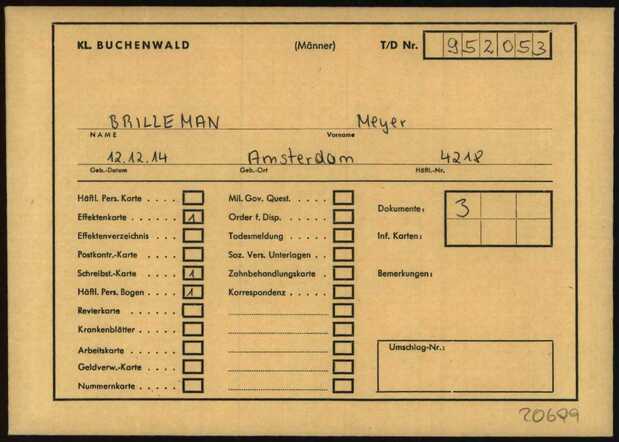 KL. BUCHENWALD (Männer) T/D Nr. 952053
BRILLEMAN Meyer
NAME Vorname
12.12.14 Amsterdam 4218
Geb.-Datum Geb.-Ort Häftl.-Nr.
Häftl. Pers. Karte . . . .
Effektenkarte . . . . 1
Effektenverzeichnis . .
Postkontr.-Karte . . . .
Schreibst.-Karte . . . . 1
Häftl. Pers. Bogen . . . . 1
Revierkarte . . . .
Krankenblätter . . . .
Arbeitskarte . . . .
Geldverw.-Karte . . . .
Nummernkarte . . . .
Mil. Gov. Quest. . . .
Order f. Disp. . . . .
Todesmeldung . . . .
Soz. Vers. Unterlagen . .
Zahnbehandlungskarte .
Korrespondenz . . . .
Dokumente: 3
Inf. Karten:
Bemerkungen:
Umschlag-Nr.: